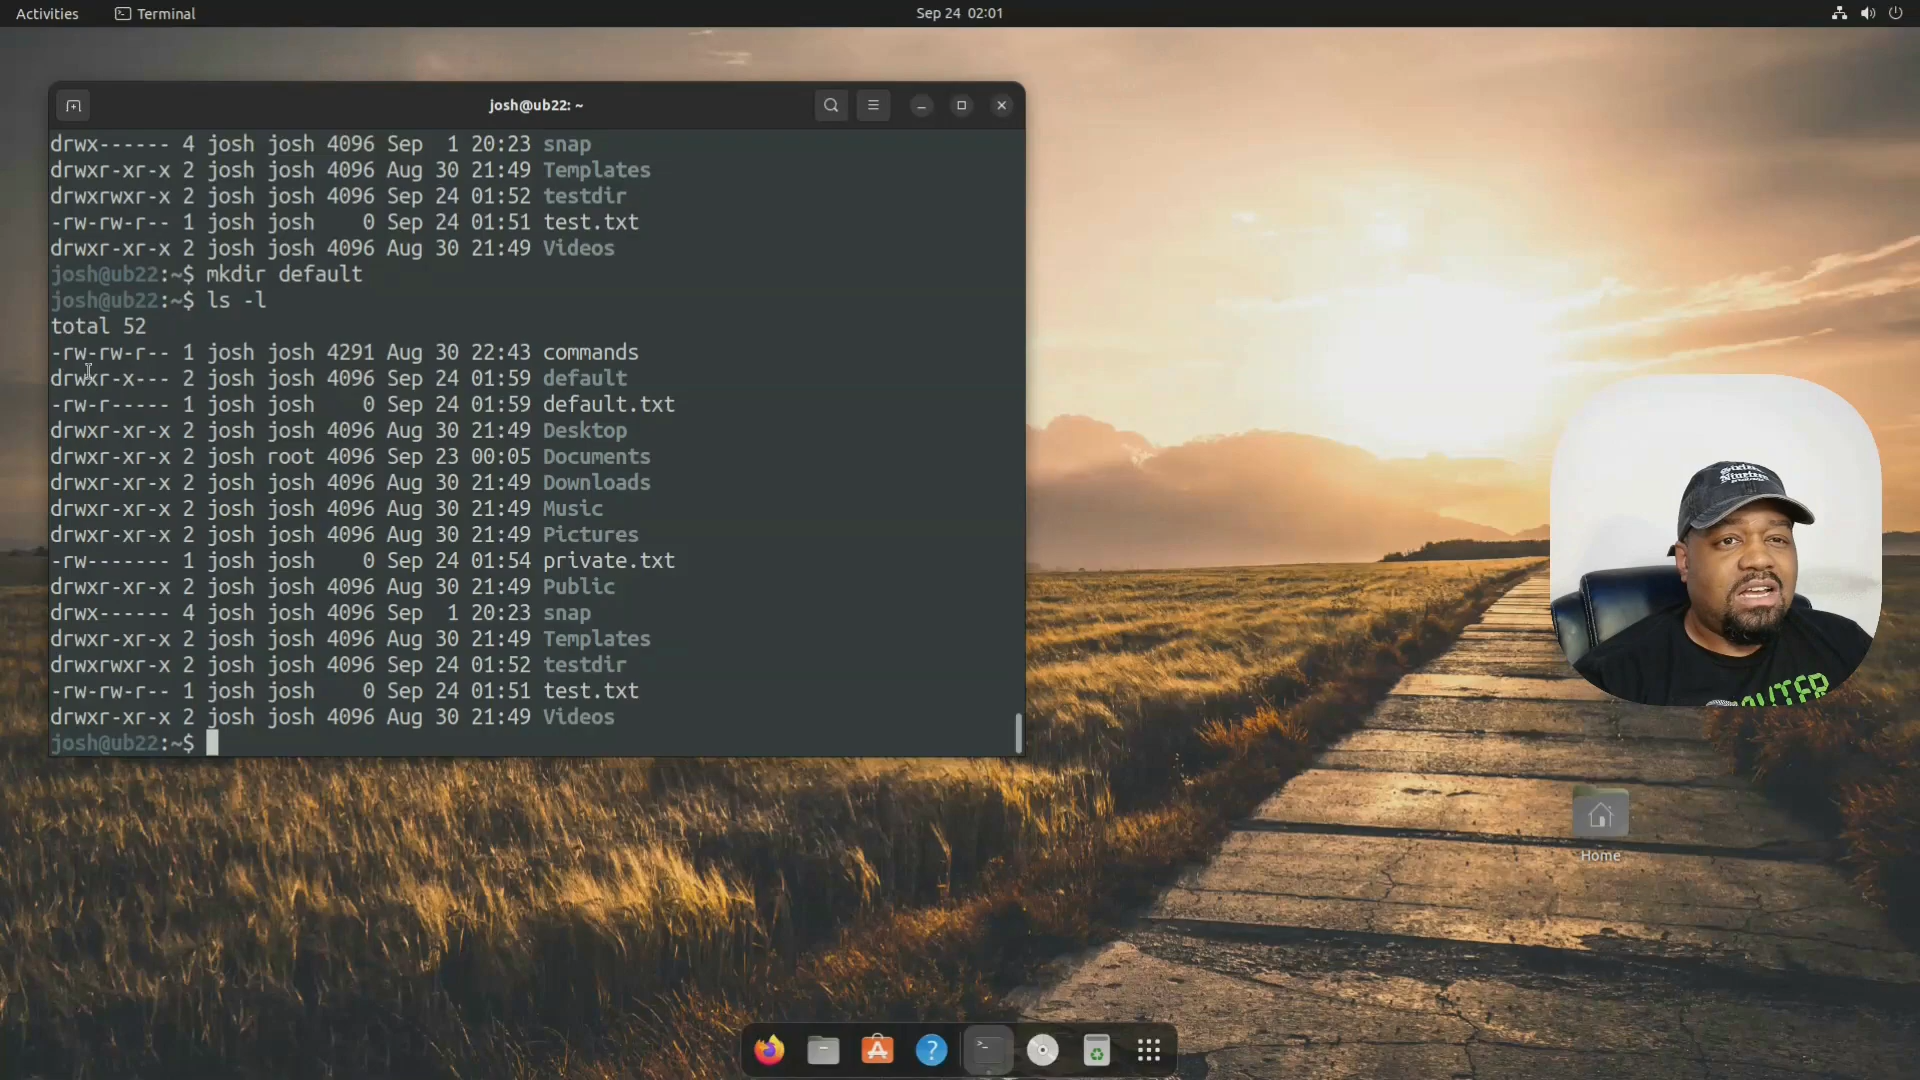 Activities
Terminal
Sep 24 02:01
josh@ub22: ~
drwx------ 4 josh josh 4096 Sep  1 20:23 snap
drwxr-xr-x 2 josh josh 4096 Aug 30 21:49 Templates
drwxrwxr-x 2 josh josh 4096 Sep 24 01:52 testdir
-rw-rw-r-- 1 josh josh    0 Sep 24 01:51 test.txt
drwxr-xr-x 2 josh josh 4096 Aug 30 21:49 Videos
josh@ub22:~$ mkdir default
josh@ub22:~$ ls -l
total 52
-rw-rw-r-- 1 josh josh 4291 Aug 30 22:43 commands
drwxr-x--- 2 josh josh 4096 Sep 24 01:59 default
-rw-r----- 1 josh josh    0 Sep 24 01:59 default.txt
drwxr-xr-x 2 josh josh 4096 Aug 30 21:49 Desktop
drwxr-xr-x 2 josh root 4096 Sep 23 00:05 Documents
drwxr-xr-x 2 josh josh 4096 Aug 30 21:49 Downloads
drwxr-xr-x 2 josh josh 4096 Aug 30 21:49 Music
drwxr-xr-x 2 josh josh 4096 Aug 30 21:49 Pictures
-rw------- 1 josh josh    0 Sep 24 01:54 private.txt
drwxr-xr-x 2 josh josh 4096 Aug 30 21:49 Public
drwx------ 4 josh josh 4096 Sep  1 20:23 snap
drwxr-xr-x 2 josh josh 4096 Aug 30 21:49 Templates
drwxrwxr-x 2 josh josh 4096 Sep 24 01:52 testdir
-rw-rw-r-- 1 josh josh    0 Sep 24 01:51 test.txt
drwxr-xr-x 2 josh josh 4096 Aug 30 21:49 Videos
josh@ub22:~$
Home